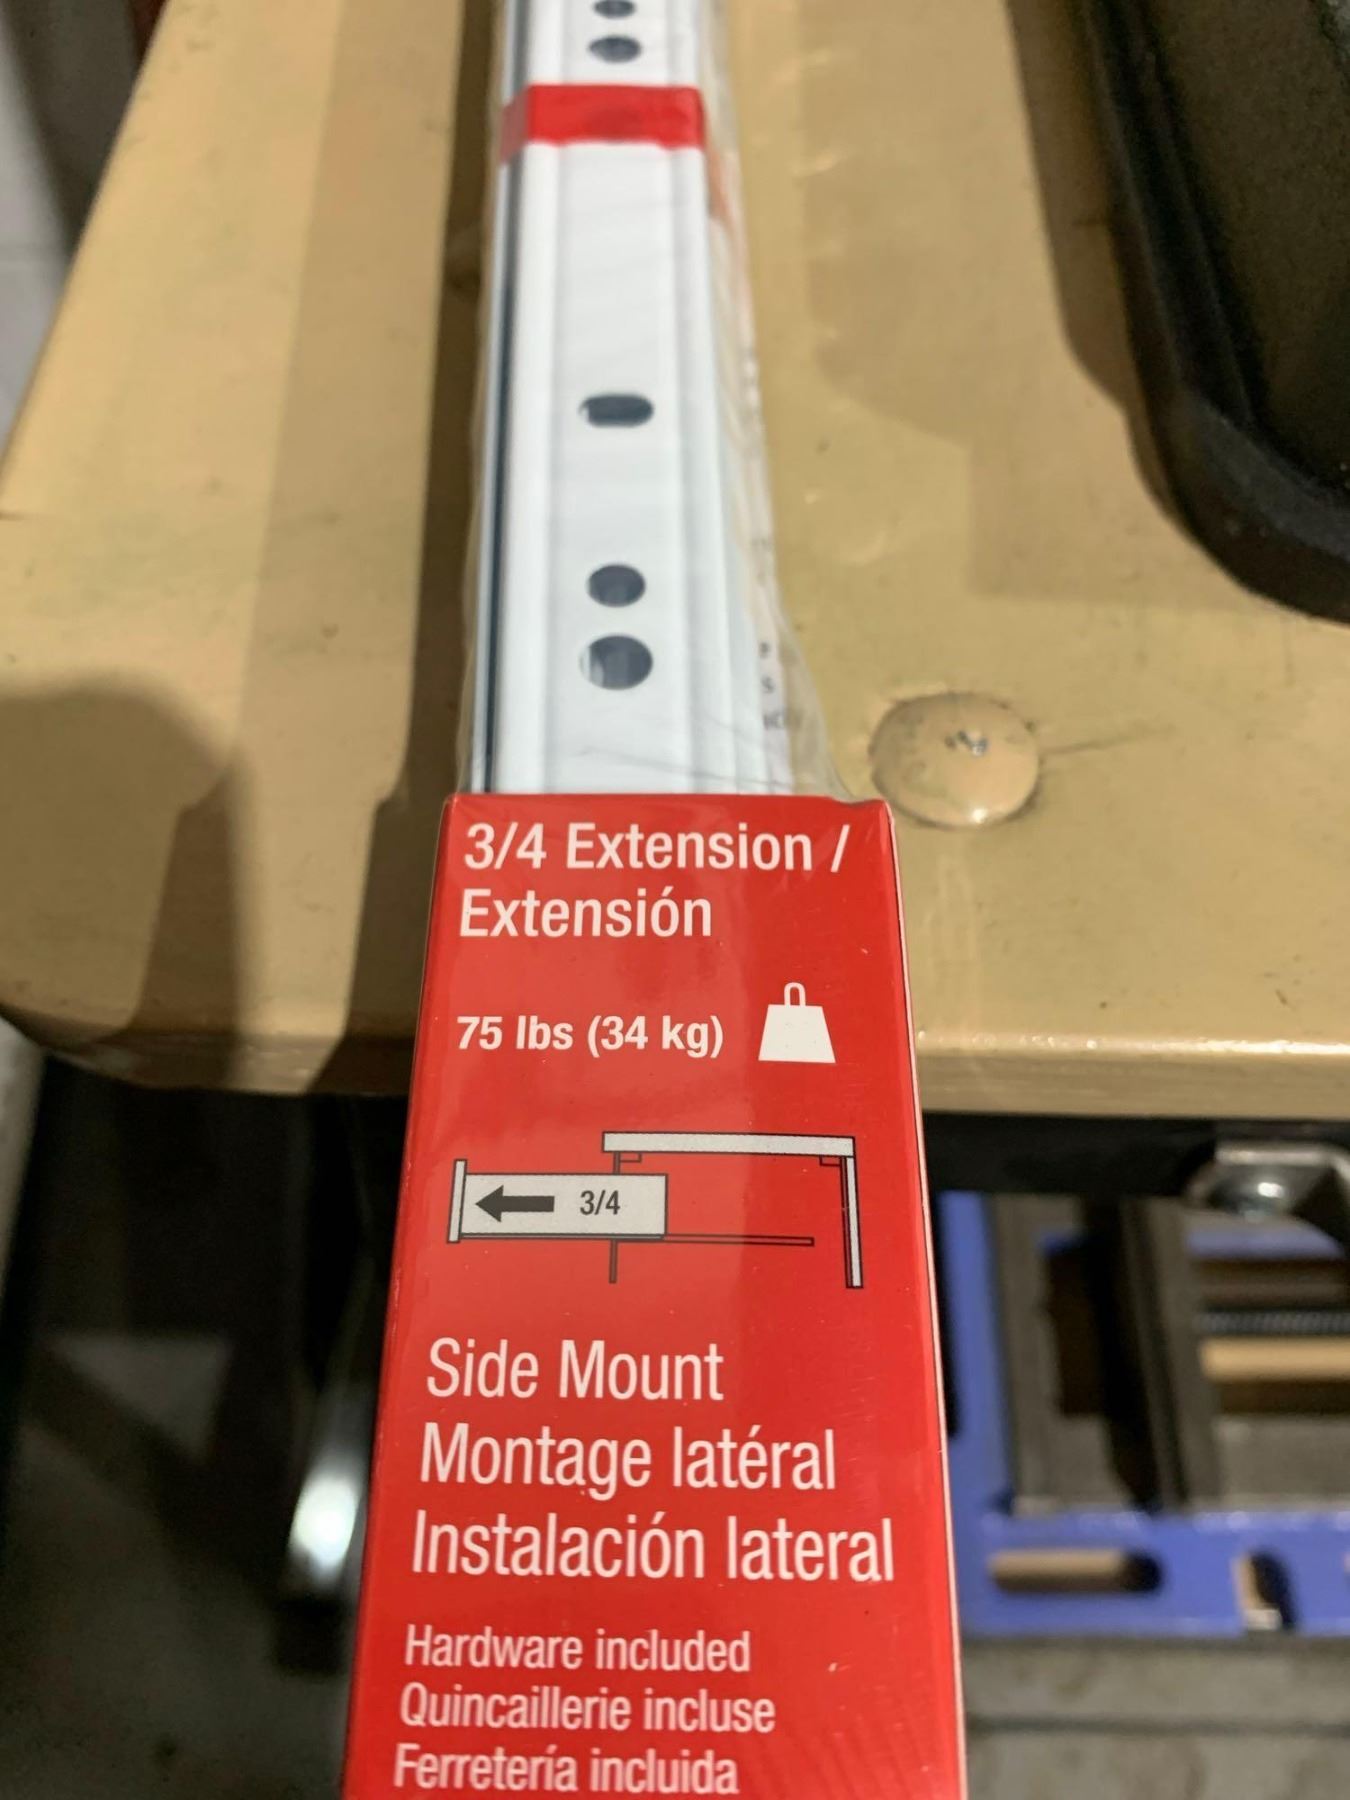 3/4 Extension /
Extensión
75 lbs (34 kg)
3/4
Side Mount
Montage latéral
Instalación lateral
Hardware included
Quincaillerie incluse
Ferretería incluida